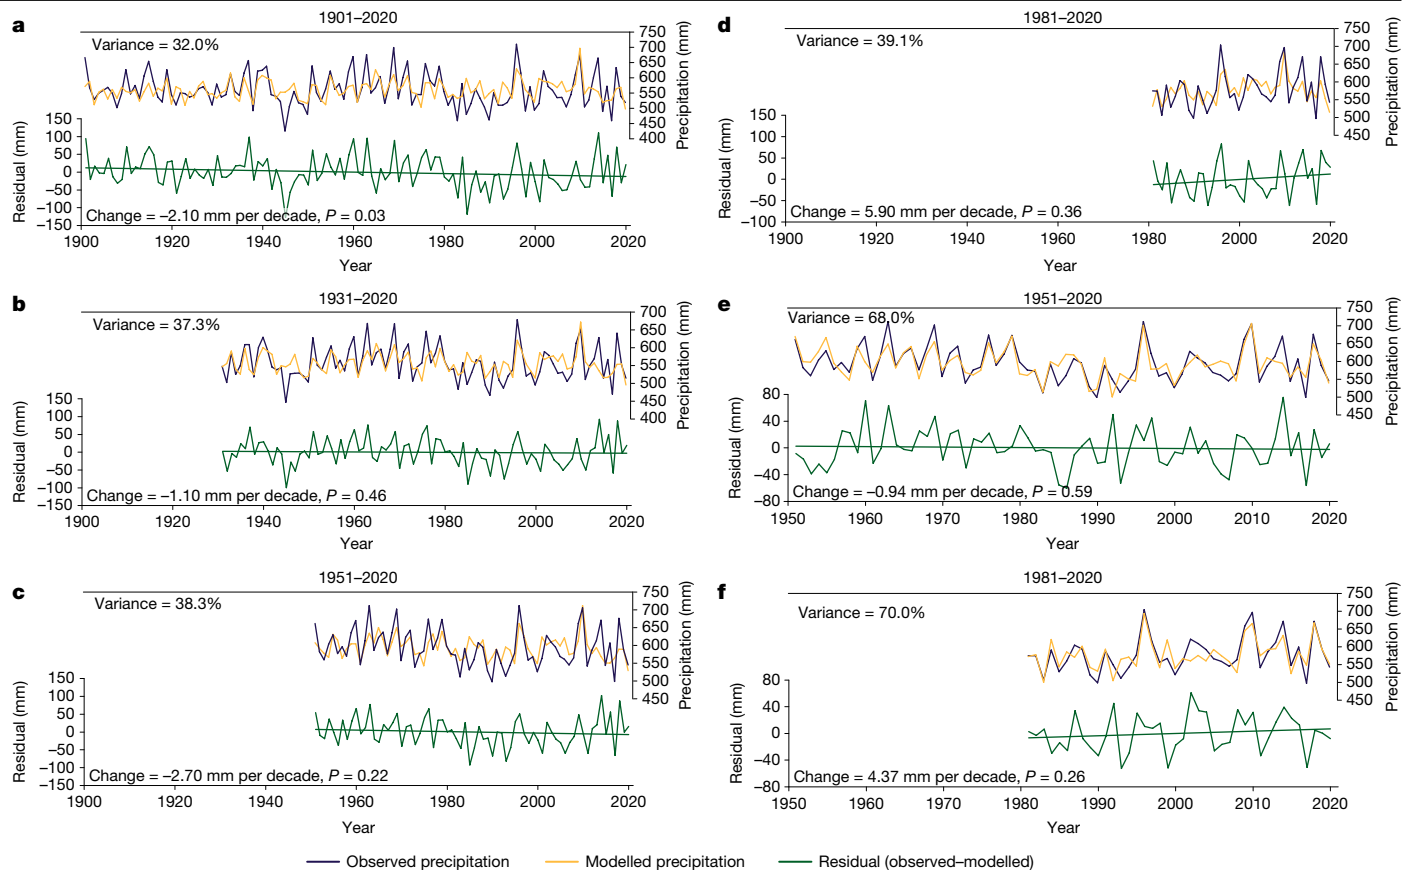 a
1901–2020
Variance = 32.0%
750
700
650
600
550
500
450
400
Precipitation (mm)
150
100
50
0
−50
−100
−150
Residual (mm)
Change = −2.10 mm per decade, P = 0.03
1900 1920 1940 1960 1980 2000 2020
Year
b
1931–2020
Variance = 37.3%
700
650
600
550
500
450
400
Precipitation (mm)
150
100
50
0
−50
−100
−150
Residual (mm)
Change = −1.10 mm per decade, P = 0.46
1900 1920 1940 1960 1980 2000 2020
Year
c
1951–2020
Variance = 38.3%
750
700
650
600
550
500
450
Precipitation (mm)
150
100
50
0
−50
−100
−150
Residual (mm)
Change = −2.70 mm per decade, P = 0.22
1900 1920 1940 1960 1980 2000 2020
Year
d
1981–2020
Variance = 39.1%
750
700
650
600
550
500
450
Precipitation (mm)
150
100
50
0
−50
−100
Residual (mm)
Change = 5.90 mm per decade, P = 0.36
1900 1920 1940 1960 1980 2000 2020
Year
e
1951–2020
Variance = 68.0%
750
700
650
600
550
500
450
Precipitation (mm)
80
40
0
−40
−80
Residual (mm)
Change = −0.94 mm per decade, P = 0.59
1950 1960 1970 1980 1990 2000 2010 2020
Year
f
1981–2020
Variance = 70.0%
750
700
650
600
550
500
450
Precipitation (mm)
80
40
0
−40
−80
Residual (mm)
Change = 4.37 mm per decade, P = 0.26
1950 1960 1970 1980 1990 2000 2010 2020
Year
Observed precipitation Modelled precipitation Residual (observed–modelled)